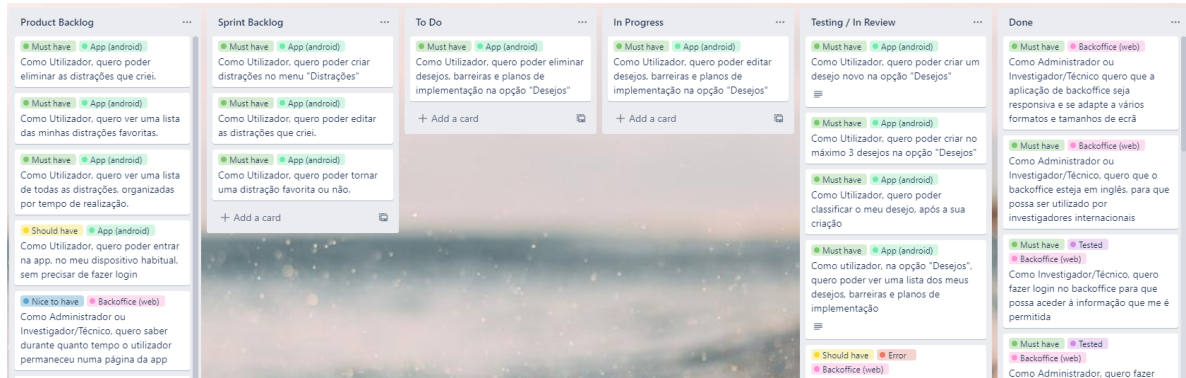 Product Backlog
Must have App (android)
Como Utilizador, quero poder
eliminar as distrações que criei.
Must have App (android)
Como Utilizador, quero ver uma lista
das minhas distrações favoritas.
Must have App (android)
Como Utilizador, quero ver uma lista
de todas as distrações, organizadas
por tempo de realização.
Should have App (android)
Como Utilizador, quero poder entrar
na app, no meu dispositivo habitual,
sem precisar de fazer login
Nice to have Backoffice (web)
Como Administrador ou
Investigador/Técnico, quero saber
durante quanto tempo o utilizador
permaneceu numa página da app
Sprint Backlog
Must have App (android)
Como Utilizador, quero poder criar
distrações no menu "Distrações"
Must have App (android)
Como Utilizador, quero poder editar
as distrações que criei.
Must have App (android)
Como Utilizador, quero poder tornar
uma distração favorita ou não.
+ Add a card
To Do
Must have App (android)
Como Utilizador, quero poder eliminar
desejos, barreiras e planos de
implementação na opção "Desejos"
+ Add a card
In Progress
Must have App (android)
Como Utilizador, quero poder editar
desejos, barreiras e planos de
implementação na opção "Desejos"
+ Add a card
Testing / In Review
Must have App (android)
Como Utilizador, quero poder criar um
desejo novo na opção "Desejos"
Must have App (android)
Como Utilizador, quero poder criar no
máximo 3 desejos na opção "Desejos"
Must have App (android)
Como Utilizador, quero poder
classificar o meu desejo, após a sua
criação
Must have App (android)
Como utilizador, na opção "Desejos",
quero poder ver uma lista dos meus
desejos, barreiras e planos de
implementação
Should have Error
Backoffice (web)
Done
Must have Backoffice (web)
Como Administrador ou
Investigador/Técnico quero que a
aplicação de backoffice seja
responsiva e se adapte a vários
formatos e tamanhos de ecrã
Must have Backoffice (web)
Como Administrador ou
Investigador/Técnico, quero que o
backoffice esteja em inglês, para que
possa ser utilizado por
investigadores internacionais
Must have Tested
Backoffice (web)
Como Investigador/Técnico, quero
fazer login no backoffice para que
possa aceder à informação que me é
permitida
Must have Tested
Backoffice (web)
Como Administrador, quero fazer